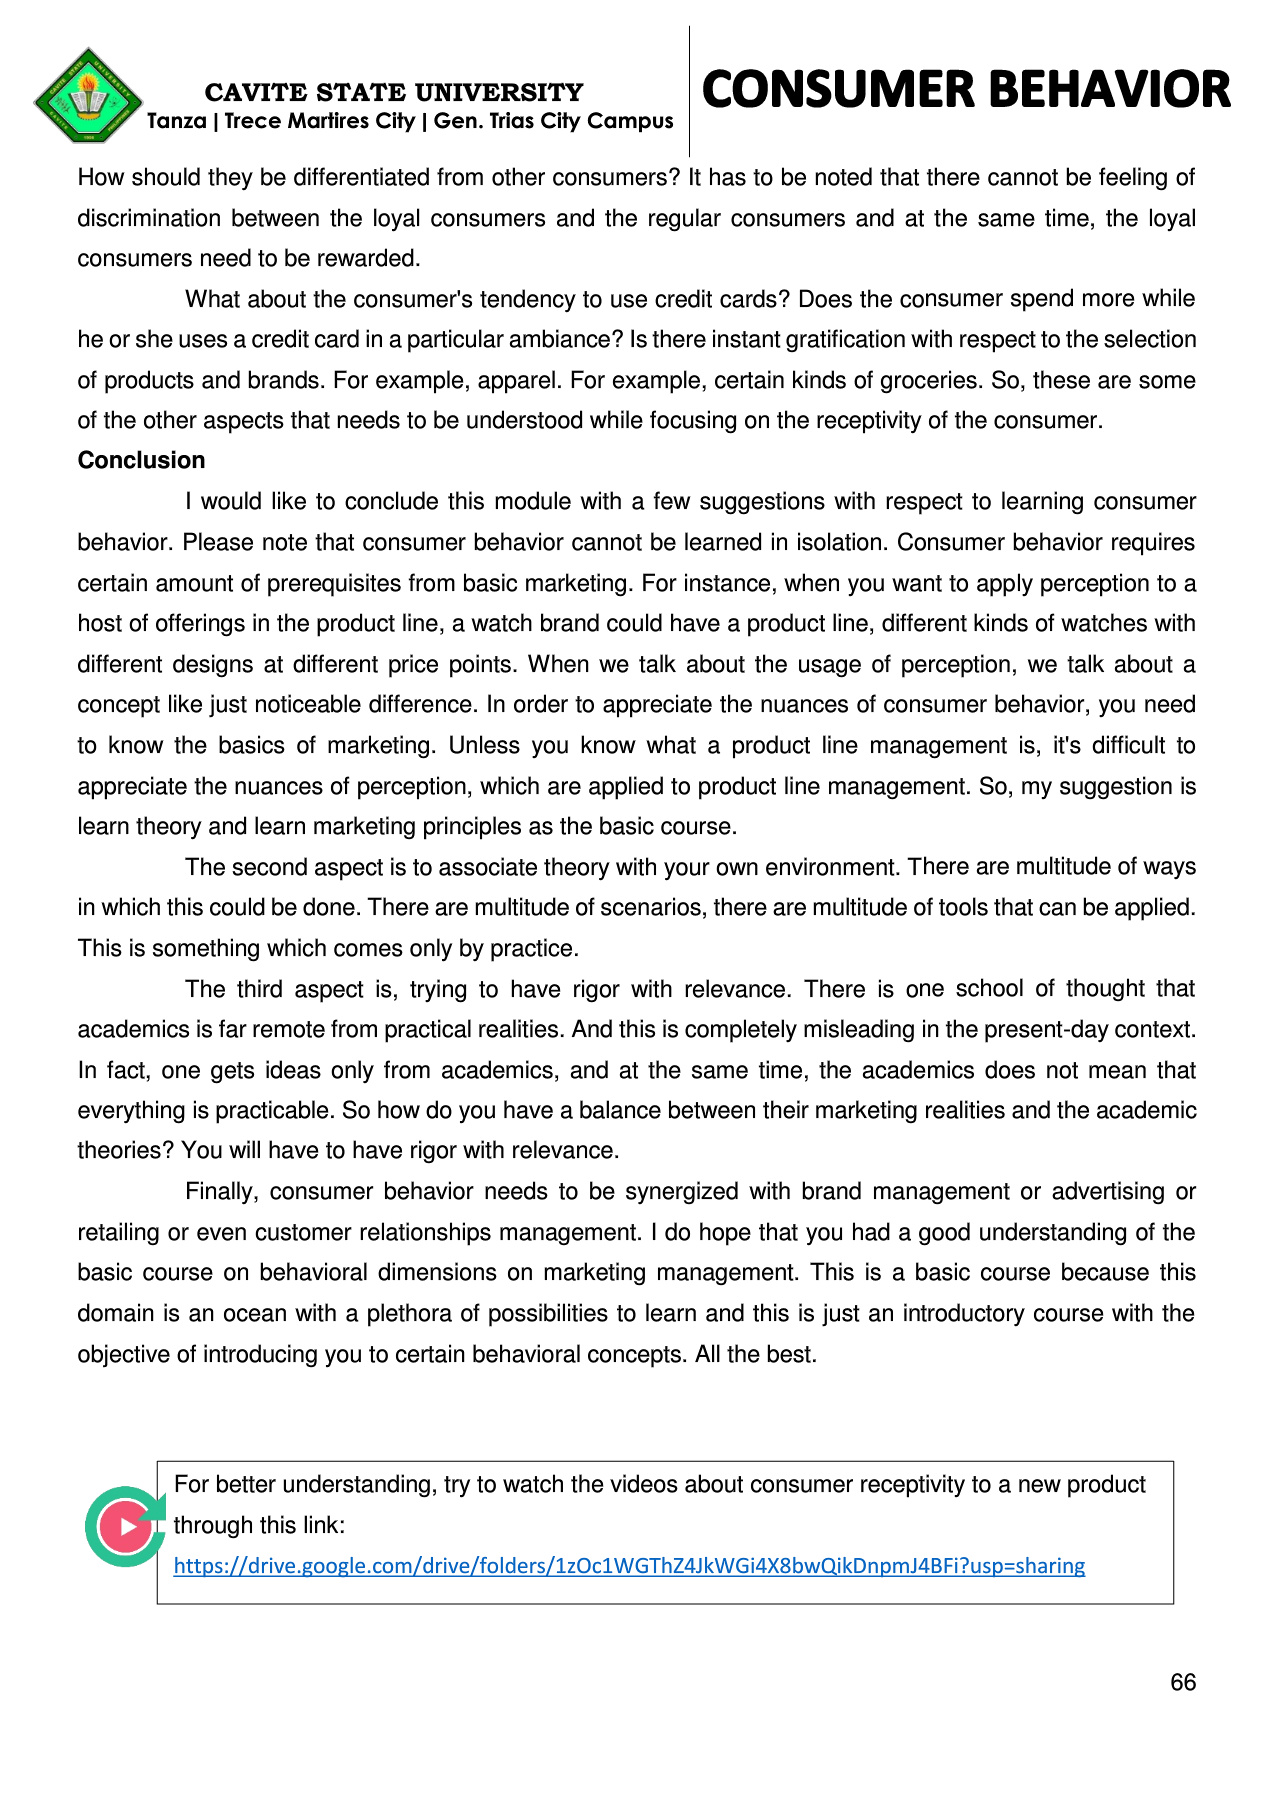 CAVITE STATE UNIVERSITY
Tanza | Trece Martires City | Gen. Trias City Campus
CONSUMER BEHAVIOR
How should they be differentiated from other consumers? It has to be noted that there cannot be feeling of
discrimination between the loyal consumers and the regular consumers and at the same time, the loyal
consumers need to be rewarded.
What about the consumer's tendency to use credit cards? Does the consumer spend more while
he or she uses a credit card in a particular ambiance? Is there instant gratification with respect to the selection
of products and brands. For example, apparel. For example, certain kinds of groceries. So, these are some
of the other aspects that needs to be understood while focusing on the receptivity of the consumer.
Conclusion
I would like to conclude this module with a few suggestions with respect to learning consumer
behavior. Please note that consumer behavior cannot be learned in isolation. Consumer behavior requires
certain amount of prerequisites from basic marketing. For instance, when you want to apply perception to a
host of offerings in the product line, a watch brand could have a product line, different kinds of watches with
different designs at different price points. When we talk about the usage of perception, we talk about a
concept like just noticeable difference. In order to appreciate the nuances of consumer behavior, you need
to know the basics of marketing. Unless you know what a product line management is, it's difficult to
appreciate the nuances of perception, which are applied to product line management. So, my suggestion is
learn theory and learn marketing principles as the basic course.
The second aspect is to associate theory with your own environment. There are multitude of ways
in which this could be done. There are multitude of scenarios, there are multitude of tools that can be applied.
This is something which comes only by practice.
The third aspect is, trying to have rigor with relevance. There is one school of thought that
academics is far remote from practical realities. And this is completely misleading in the present-day context.
In fact, one gets ideas only from academics, and at the same time, the academics does not mean that
everything is practicable. So how do you have a balance between their marketing realities and the academic
theories? You will have to have rigor with relevance.
Finally, consumer behavior needs to be synergized with brand management or advertising or
retailing or even customer relationships management. I do hope that you had a good understanding of the
basic course on behavioral dimensions on marketing management. This is a basic course because this
domain is an ocean with a plethora of possibilities to learn and this is just an introductory course with the
objective of introducing you to certain behavioral concepts. All the best.
For better understanding, try to watch the videos about consumer receptivity to a new product
through this link:
https://drive.google.com/drive/folders/1zOc1WGThZ4JkWGi4X8bwQikDnpmJ4BFi?usp=sharing
66